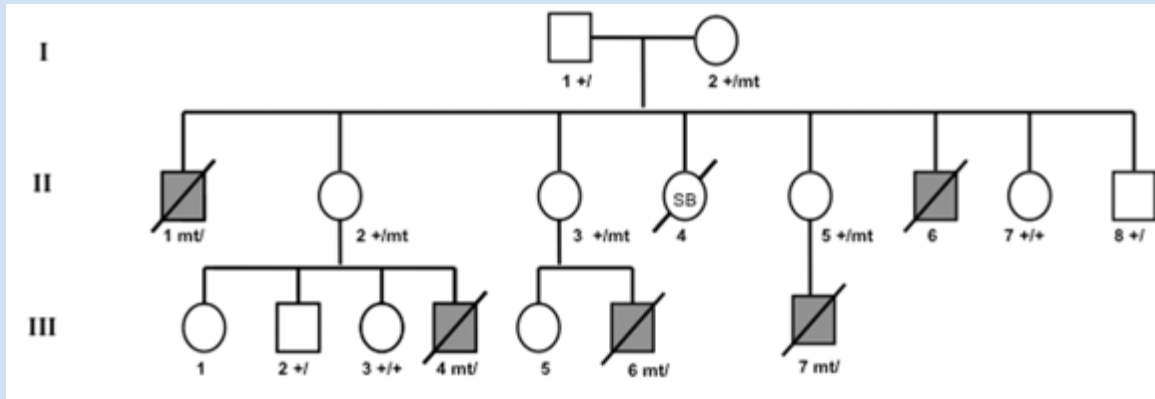 I
1 +/
2 +/mt
II
SB
1 mt/
2 +/mt
3 +/mt
4
5 +/mt
6
7 +/+
8 +/
III
1
2 +/
3 +/+
4 mt/
5
6 mt/
7 mt/